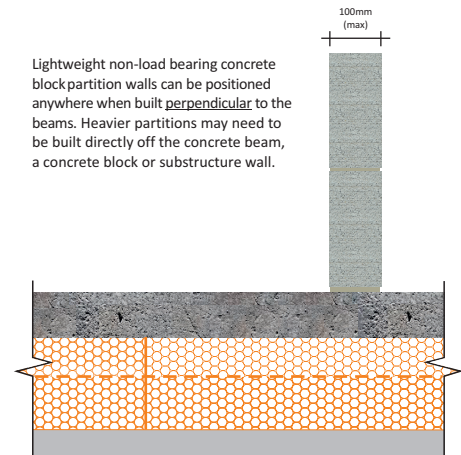 100mm
(max)
Lightweight non-load bearing concrete
block partition walls can be positioned
anywhere when built perpendicular to the
beams. Heavier partitions may need to
be built directly off the concrete beam,
a concrete block or substructure wall.